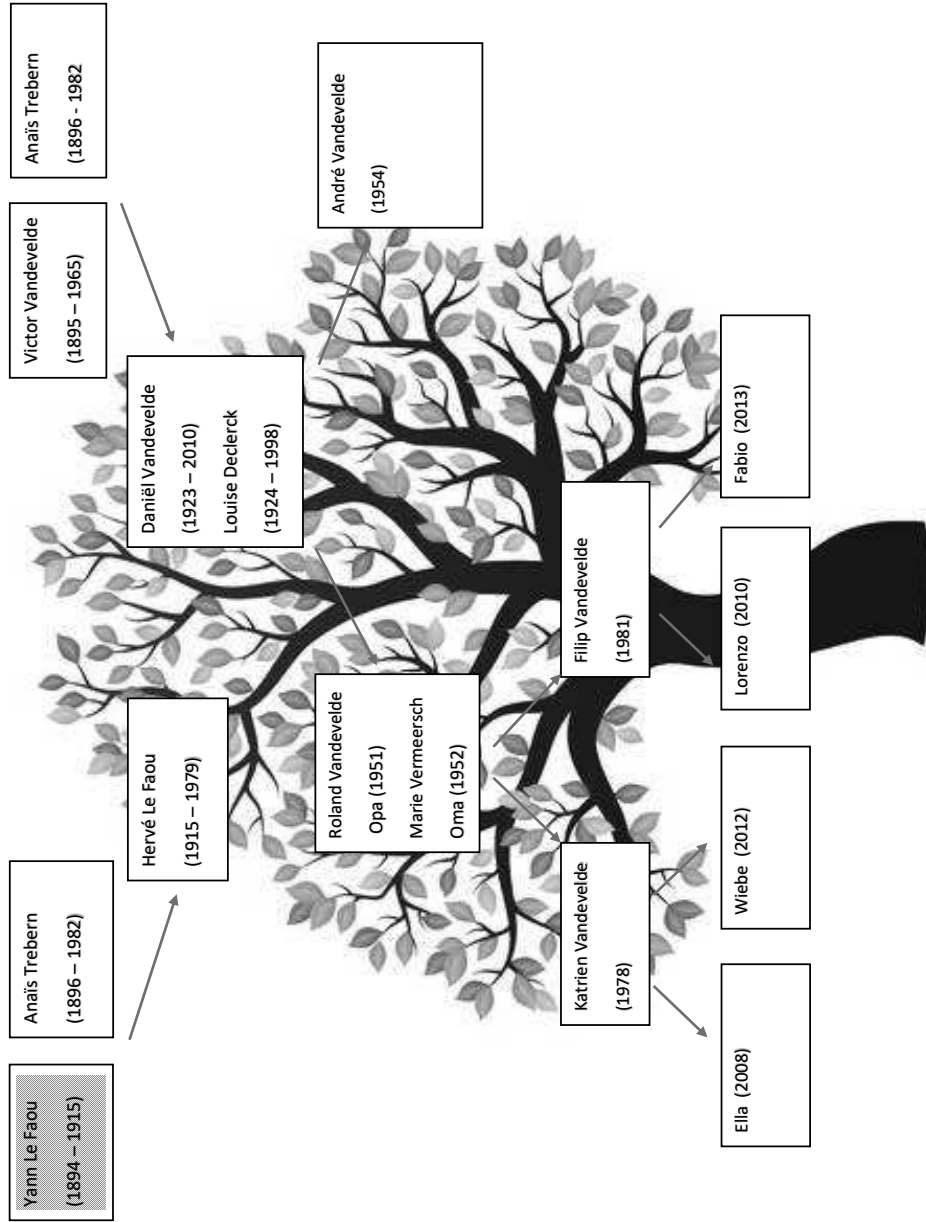 Yann Le Faou
(1894 – 1915)
Anaïs Trebern
(1896 – 1982)
Victor Vandevelde
(1895 – 1965)
Anaïs Trebern
(1896 - 1982
Hervé Le Faou
(1915 – 1979)
Daniël Vandevelde
(1923 – 2010)
Louise Declerck
(1924 – 1998)
Roland Vandevelde
Opa (1951)
Marie Vermeersch
Oma (1952)
André Vandevelde
(1954)
Katrien Vandevelde
(1978)
Filip Vandevelde
(1981)
Ella (2008)
Wiebe (2012)
Lorenzo (2010)
Fabio (2013)